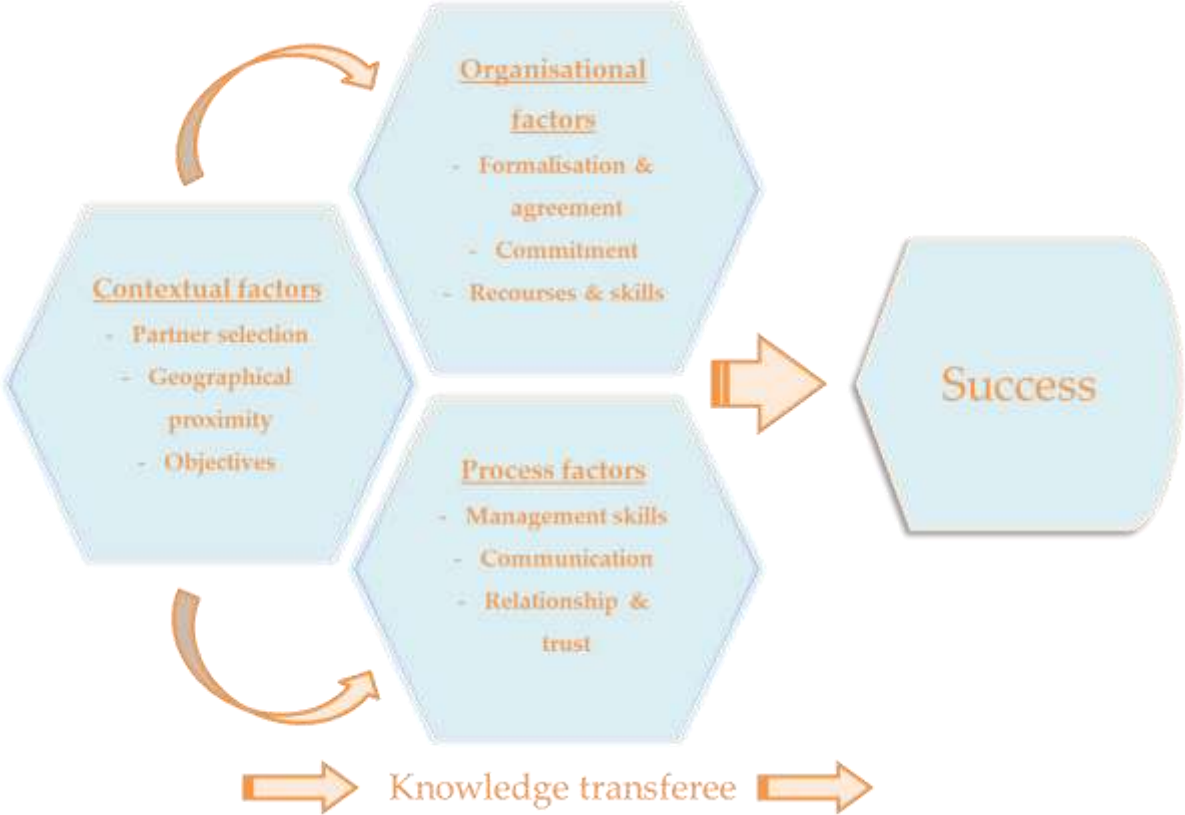 Contextual factors
- Partner selection
- Geographical
proximity
- Objectives
Organisational
factors
- Formalisation &
agreement
- Commitment
- Recourses & skills
Process factors
- Management skills
- Communication
- Relationship &
trust
Success
Knowledge transferee